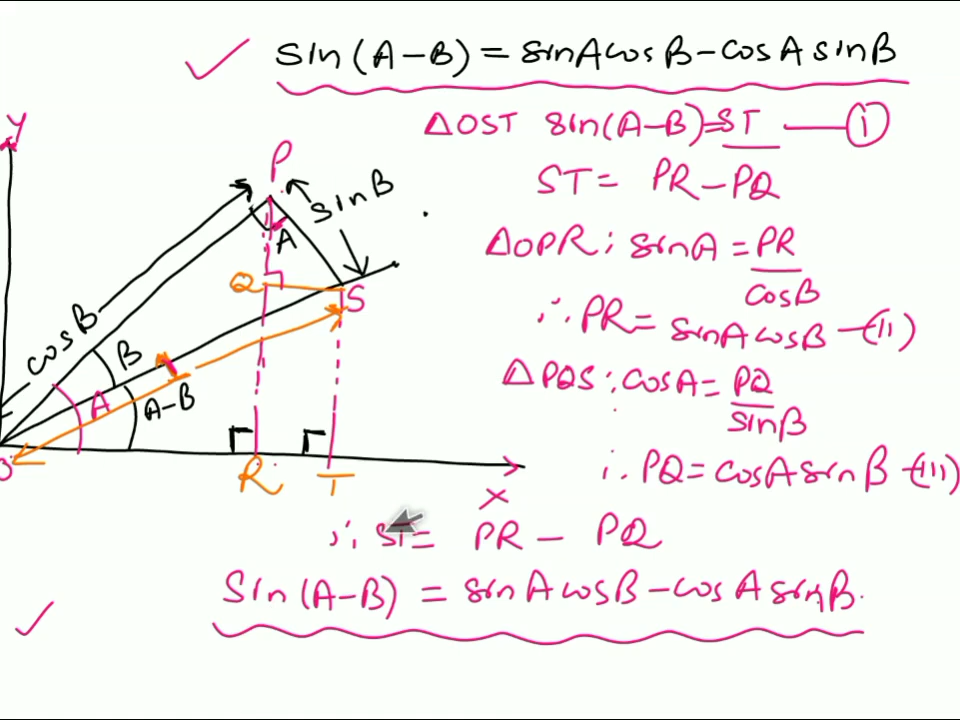 ✓ sin(A-B) = sinAcosB-cosAsinB
ΔOST sin(A-B)=ST — (i)
ST = PR-PQ
ΔOPR: sinA = PR/cosB
∴ PR = sinAcosB -(ii)
ΔPQS: cosA = PQ/sinB
∴ PQ = cosAsinB -(iii)
∴ ST = PR - PQ
✓ sin(A-B) = sinAcosB-cosAsinB.
Y
P
sinB
A
Q
S
cosB
B
1
A
A-B
O
R
T
X